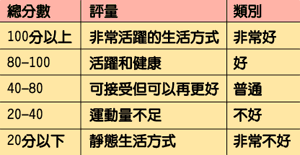 總分數 評量 類別
100分以上 非常活躍的生活方式 非常好
80-100 活躍和健康 好
40-80 可接受但可以再更好 普通
20-40 運動量不足 不好
20分以下 靜態生活方式 非常不好